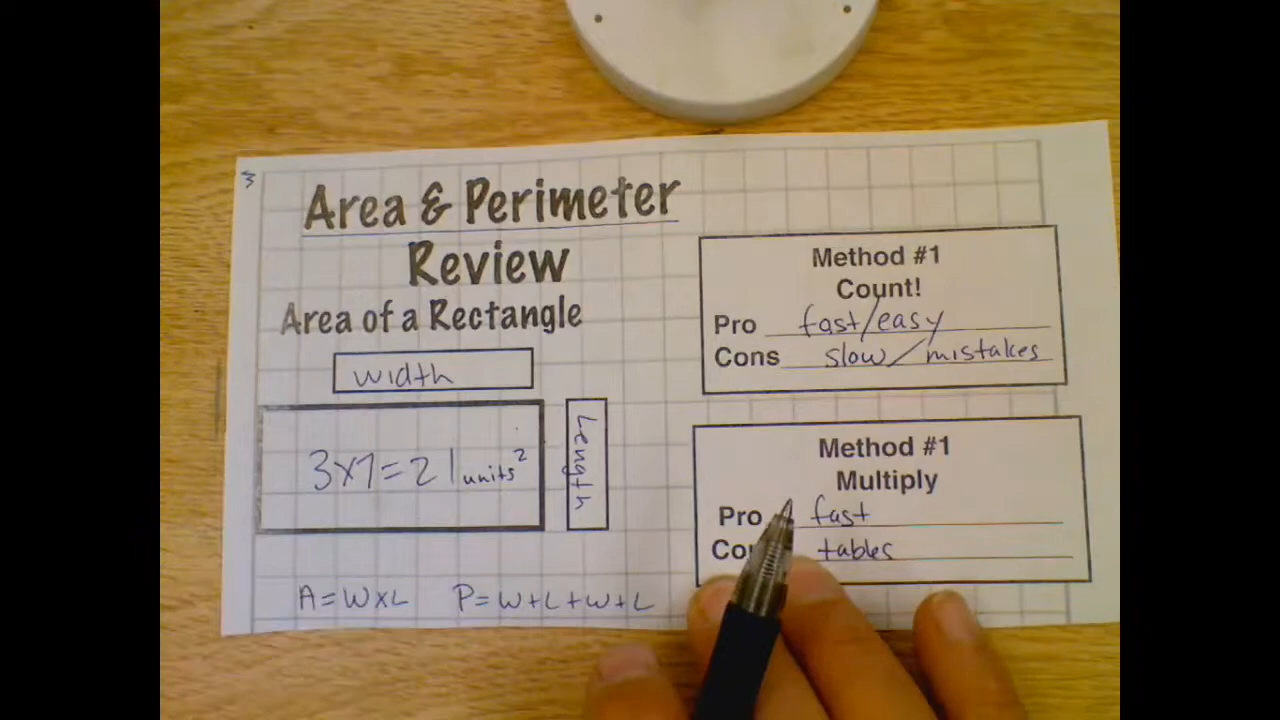 3
Area & Perimeter
Review
Area of a Rectangle
width
3x7=21 units²
Length
A=WxL
P=W+L+W+L
Method #1
Count!
Pro fast/easy
Cons slow/mistakes
Method #1
Multiply
Pro fast
tables